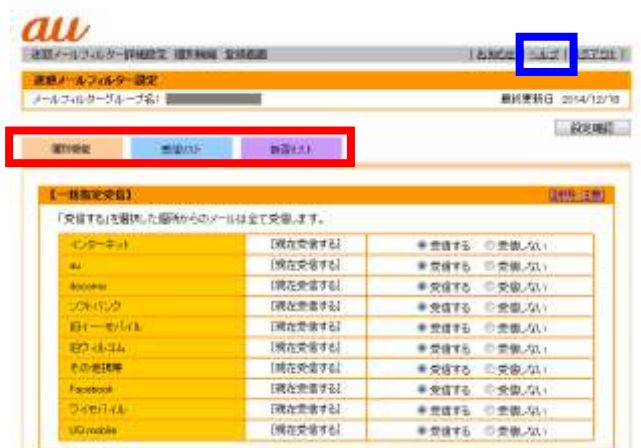 au
迷惑メールフィルター詳細設定 個別機能 登録画面
ヘルプ
迷惑メールフィルター設定
メールフィルターグループ名1 最終更新日 2014/12/18
設定確認
個別機能 受信リスト 拒否リスト
【一括指定受信】
「受信する」を選択した個所からのメールは全て受信します。
インターネット [現在受信する] 受信する 受信しない
au [現在受信する] 受信する 受信しない
docomo [現在受信する] 受信する 受信しない
ソフトバンク [現在受信する] 受信する 受信しない
旧イー・モバイル [現在受信する] 受信する 受信しない
旧ウィルコム [現在受信する] 受信する 受信しない
その他携帯 [現在受信する] 受信する 受信しない
Facebook [現在受信する] 受信する 受信しない
ワイモバイル [現在受信する] 受信する 受信しない
UQ mobile [現在受信する] 受信する 受信しない